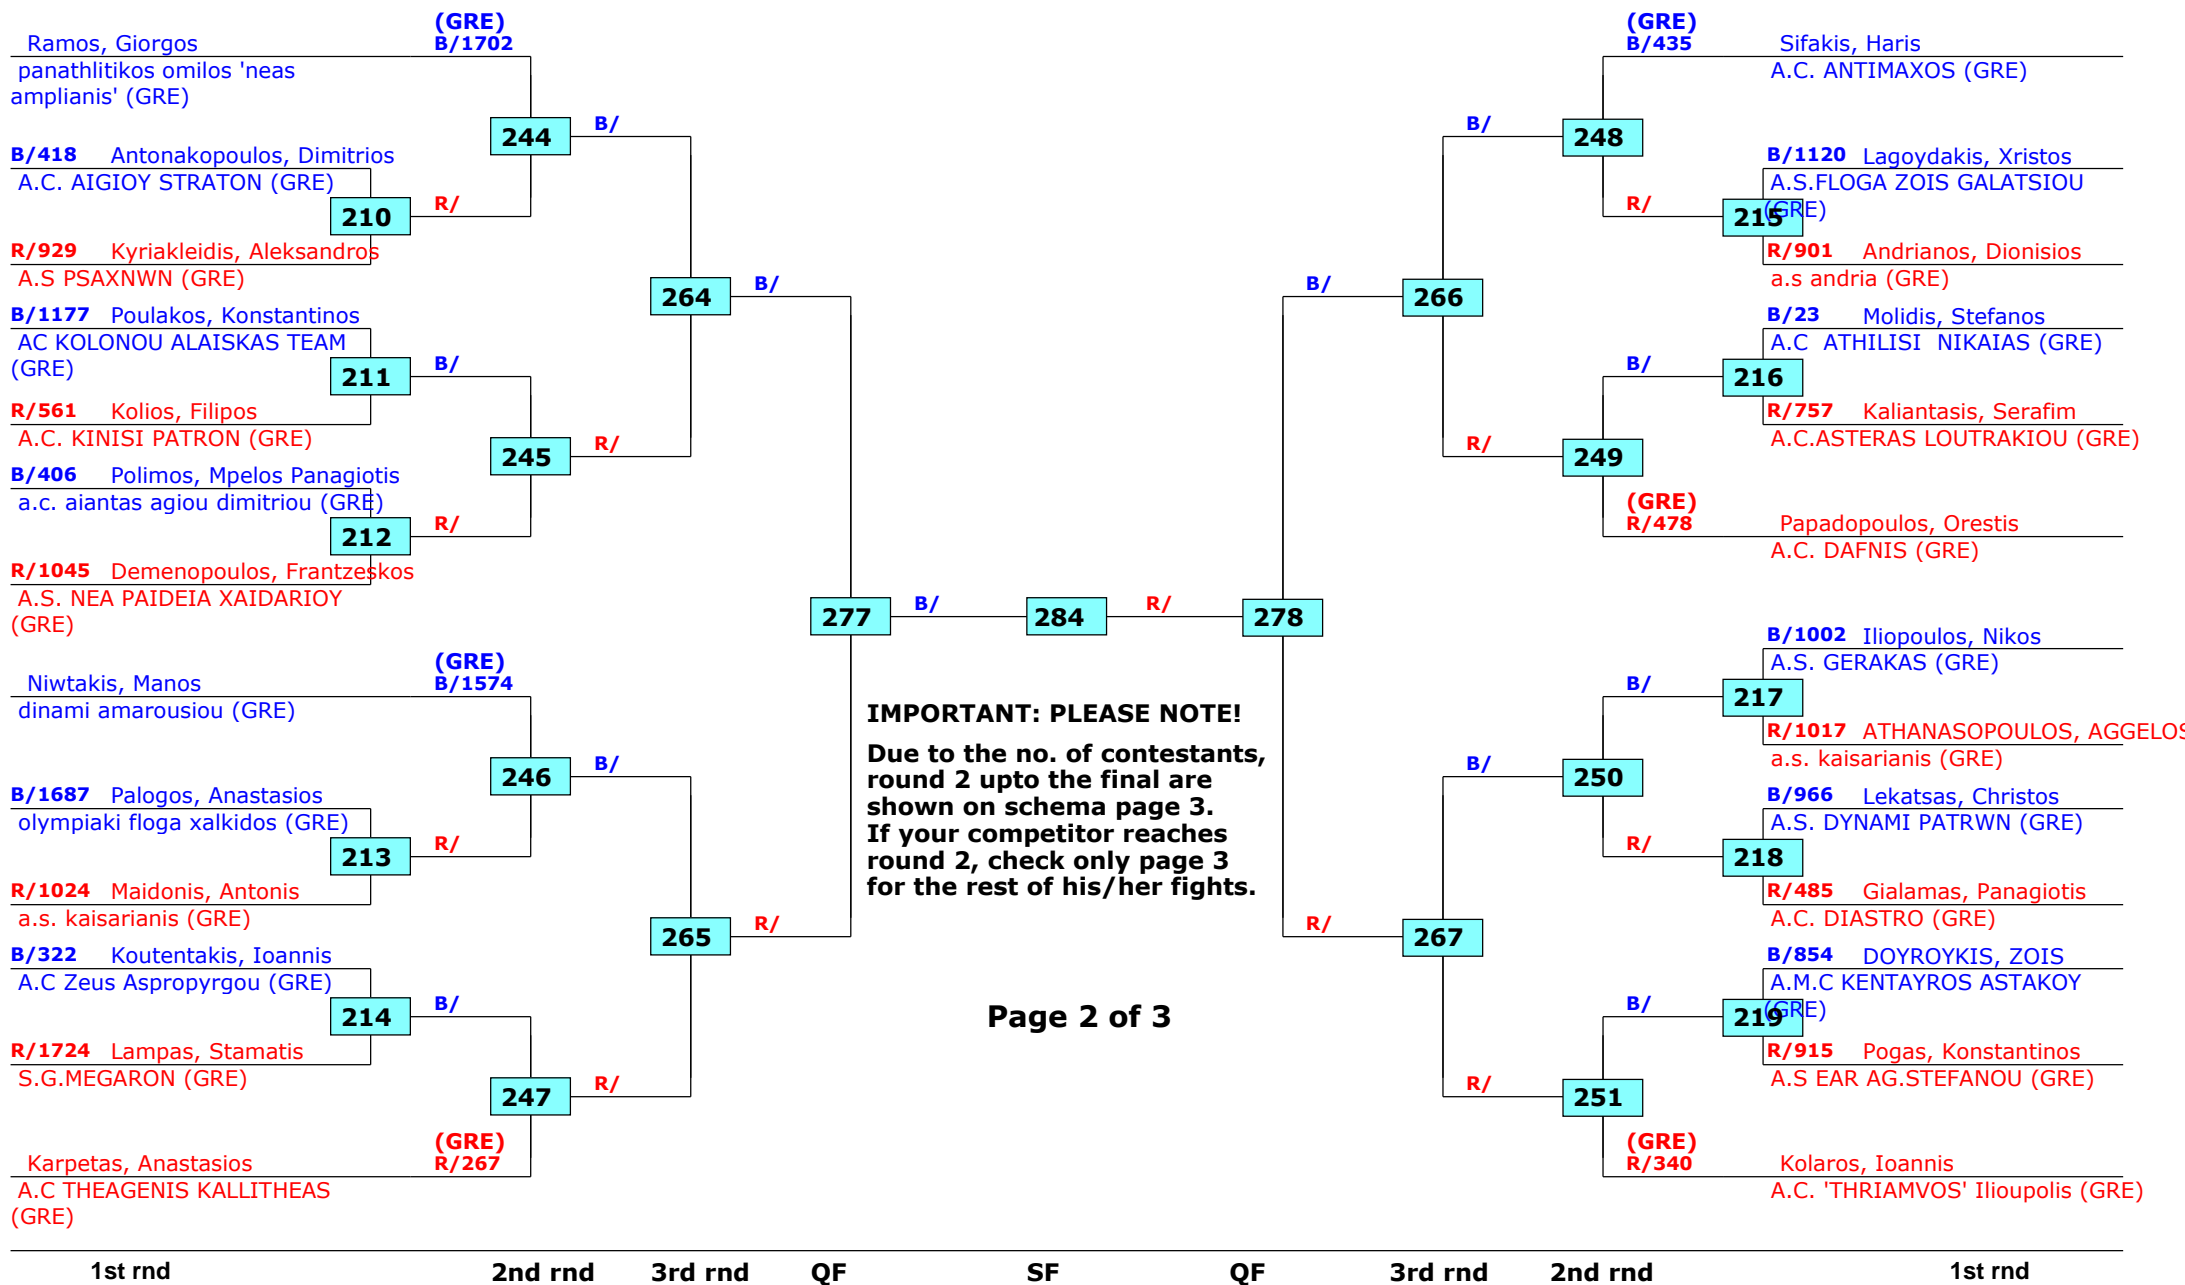 (GRE)
Ramos, Giorgos B/1702
panathlitikos omilos 'neas
amplianis' (GRE)
244
B/
B/418 Antonakopoulos, Dimitrios
A.C. AIGIOY STRATON (GRE)
210
R/
R/929 Kyriakleidis, Aleksandros
A.S PSAXNWN (GRE)
264
B/
B/1177 Poulakos, Konstantinos
AC KOLONOU ALAISKAS TEAM
(GRE)
211
B/
R/561 Kolios, Filipos
A.C. KINISI PATRON (GRE)
245
R/
B/406 Polimos, Mpelos Panagiotis
a.c. aiantas agiou dimitriou (GRE)
212
R/
R/1045 Demenopoulos, Frantzeskos
A.S. NEA PAIDEIA XAIDARIOY
(GRE)
277
B/
284
R/
278
(GRE)
Niwtakis, Manos B/1574
dinami amarousiou (GRE)
246
B/
B/1687 Palogos, Anastasios
olympiaki floga xalkidos (GRE)
213
R/
R/1024 Maidonis, Antonis
a.s. kaisarianis (GRE)
265
R/
B/322 Koutentakis, Ioannis
A.C Zeus Aspropyrgou (GRE)
214
B/
R/1724 Lampas, Stamatis
S.G.MEGARON (GRE)
247
R/
(GRE)
Karpetas, Anastasios R/267
A.C THEAGENIS KALLITHEAS
(GRE)
IMPORTANT: PLEASE NOTE!
Due to the no. of contestants,
round 2 upto the final are
shown on schema page 3.
If your competitor reaches
round 2, check only page 3
for the rest of his/her fights.
Page 2 of 3
(GRE)
B/435 Sifakis, Haris
A.C. ANTIMAXOS (GRE)
B/
248
B/1120 Lagoydakis, Xristos
A.S.FLOGA ZOIS GALATSIOU
(GRE)
R/
215
R/901 Andrianos, Dionisios
a.s andria (GRE)
B/
266
B/23 Molidis, Stefanos
A.C ATHILISI NIKAIAS (GRE)
B/
216
R/757 Kaliantasis, Serafim
A.C.ASTERAS LOUTRAKIOU (GRE)
R/
249
(GRE)
R/478 Papadopoulos, Orestis
A.C. DAFNIS (GRE)
B/1002 Iliopoulos, Nikos
A.S. GERAKAS (GRE)
B/
217
R/1017 ATHANASOPOULOS, AGGELOS
a.s. kaisarianis (GRE)
B/
250
B/966 Lekatsas, Christos
A.S. DYNAMI PATRWN (GRE)
R/
218
R/485 Gialamas, Panagiotis
A.C. DIASTRO (GRE)
R/
267
B/854 DOYROYKIS, ZOIS
A.M.C KENTAYROS ASTAKOY
(GRE)
B/
219
R/915 Pogas, Konstantinos
A.S EAR AG.STEFANOU (GRE)
R/
251
(GRE)
R/340 Kolaros, Ioannis
A.C. 'THRIAMVOS' Ilioupolis (GRE)
1st rnd 2nd rnd 3rd rnd QF SF QF 3rd rnd 2nd rnd 1st rnd